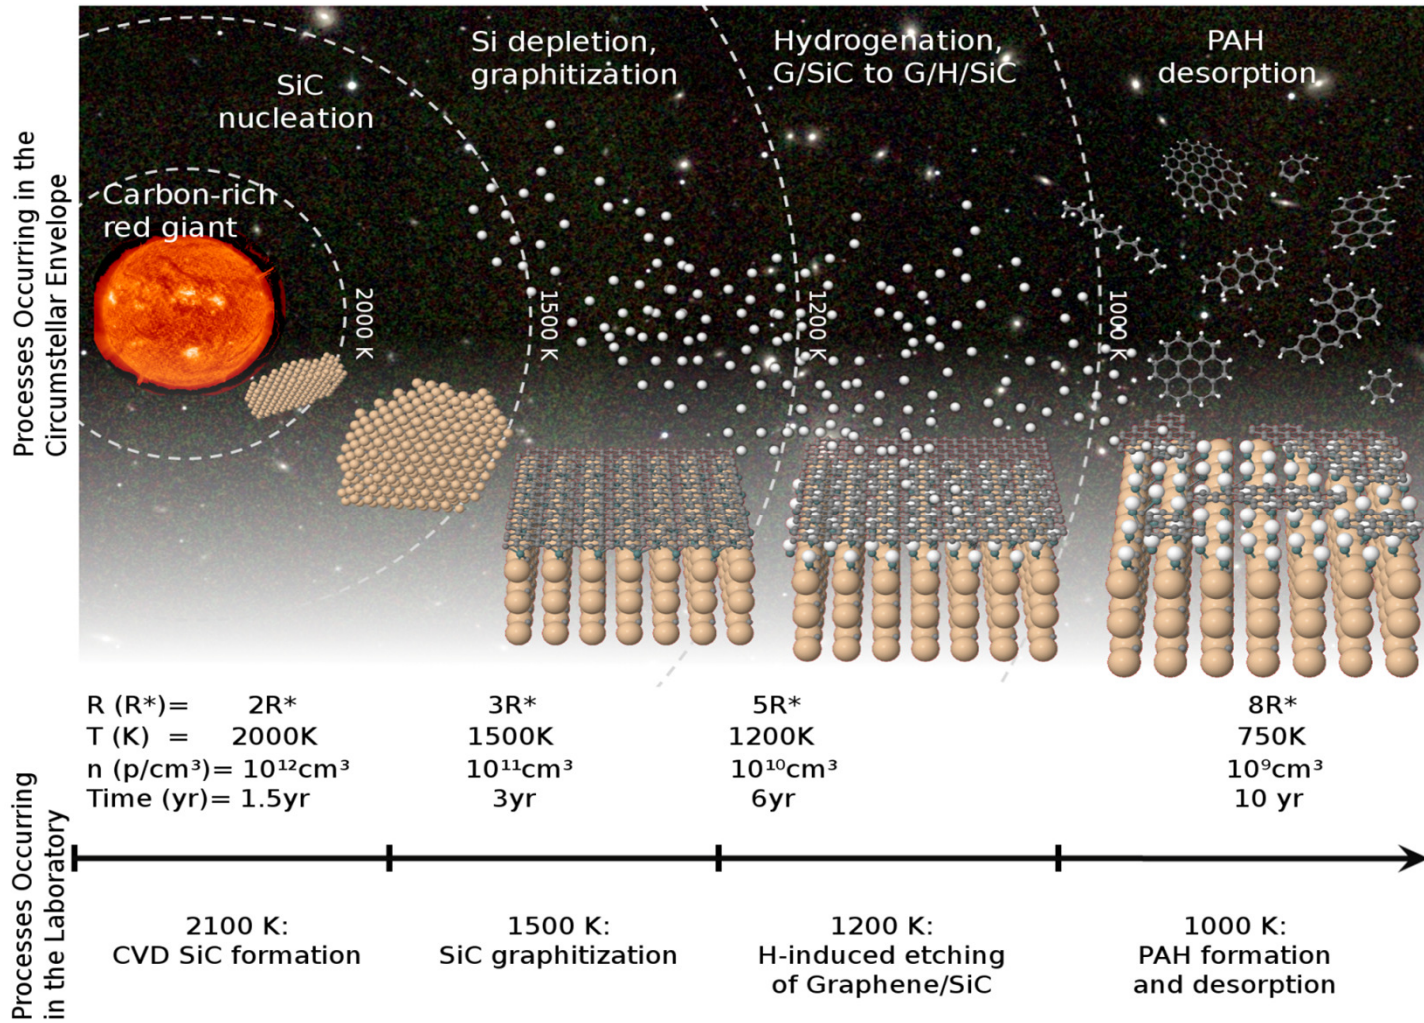 Processes Occurring in the
Circumstellar Envelope
SiC
nucleation
Si depletion,
graphitization
Hydrogenation,
G/SiC to G/H/SiC
PAH
desorption
Carbon-rich
red giant
2000 K
1500 K
1200 K
1000 K
R (R*)= 2R* 3R* 5R* 8R*
T (K) = 2000K 1500K 1200K 750K
n (p/cm³)= 10¹²cm³ 10¹¹cm³ 10¹⁰cm³ 10⁹cm³
Time (yr)= 1.5yr 3yr 6yr 10 yr
Processes Occurring
in the Laboratory
2100 K:
CVD SiC formation
1500 K:
SiC graphitization
1200 K:
H-induced etching
of Graphene/SiC
1000 K:
PAH formation
and desorption